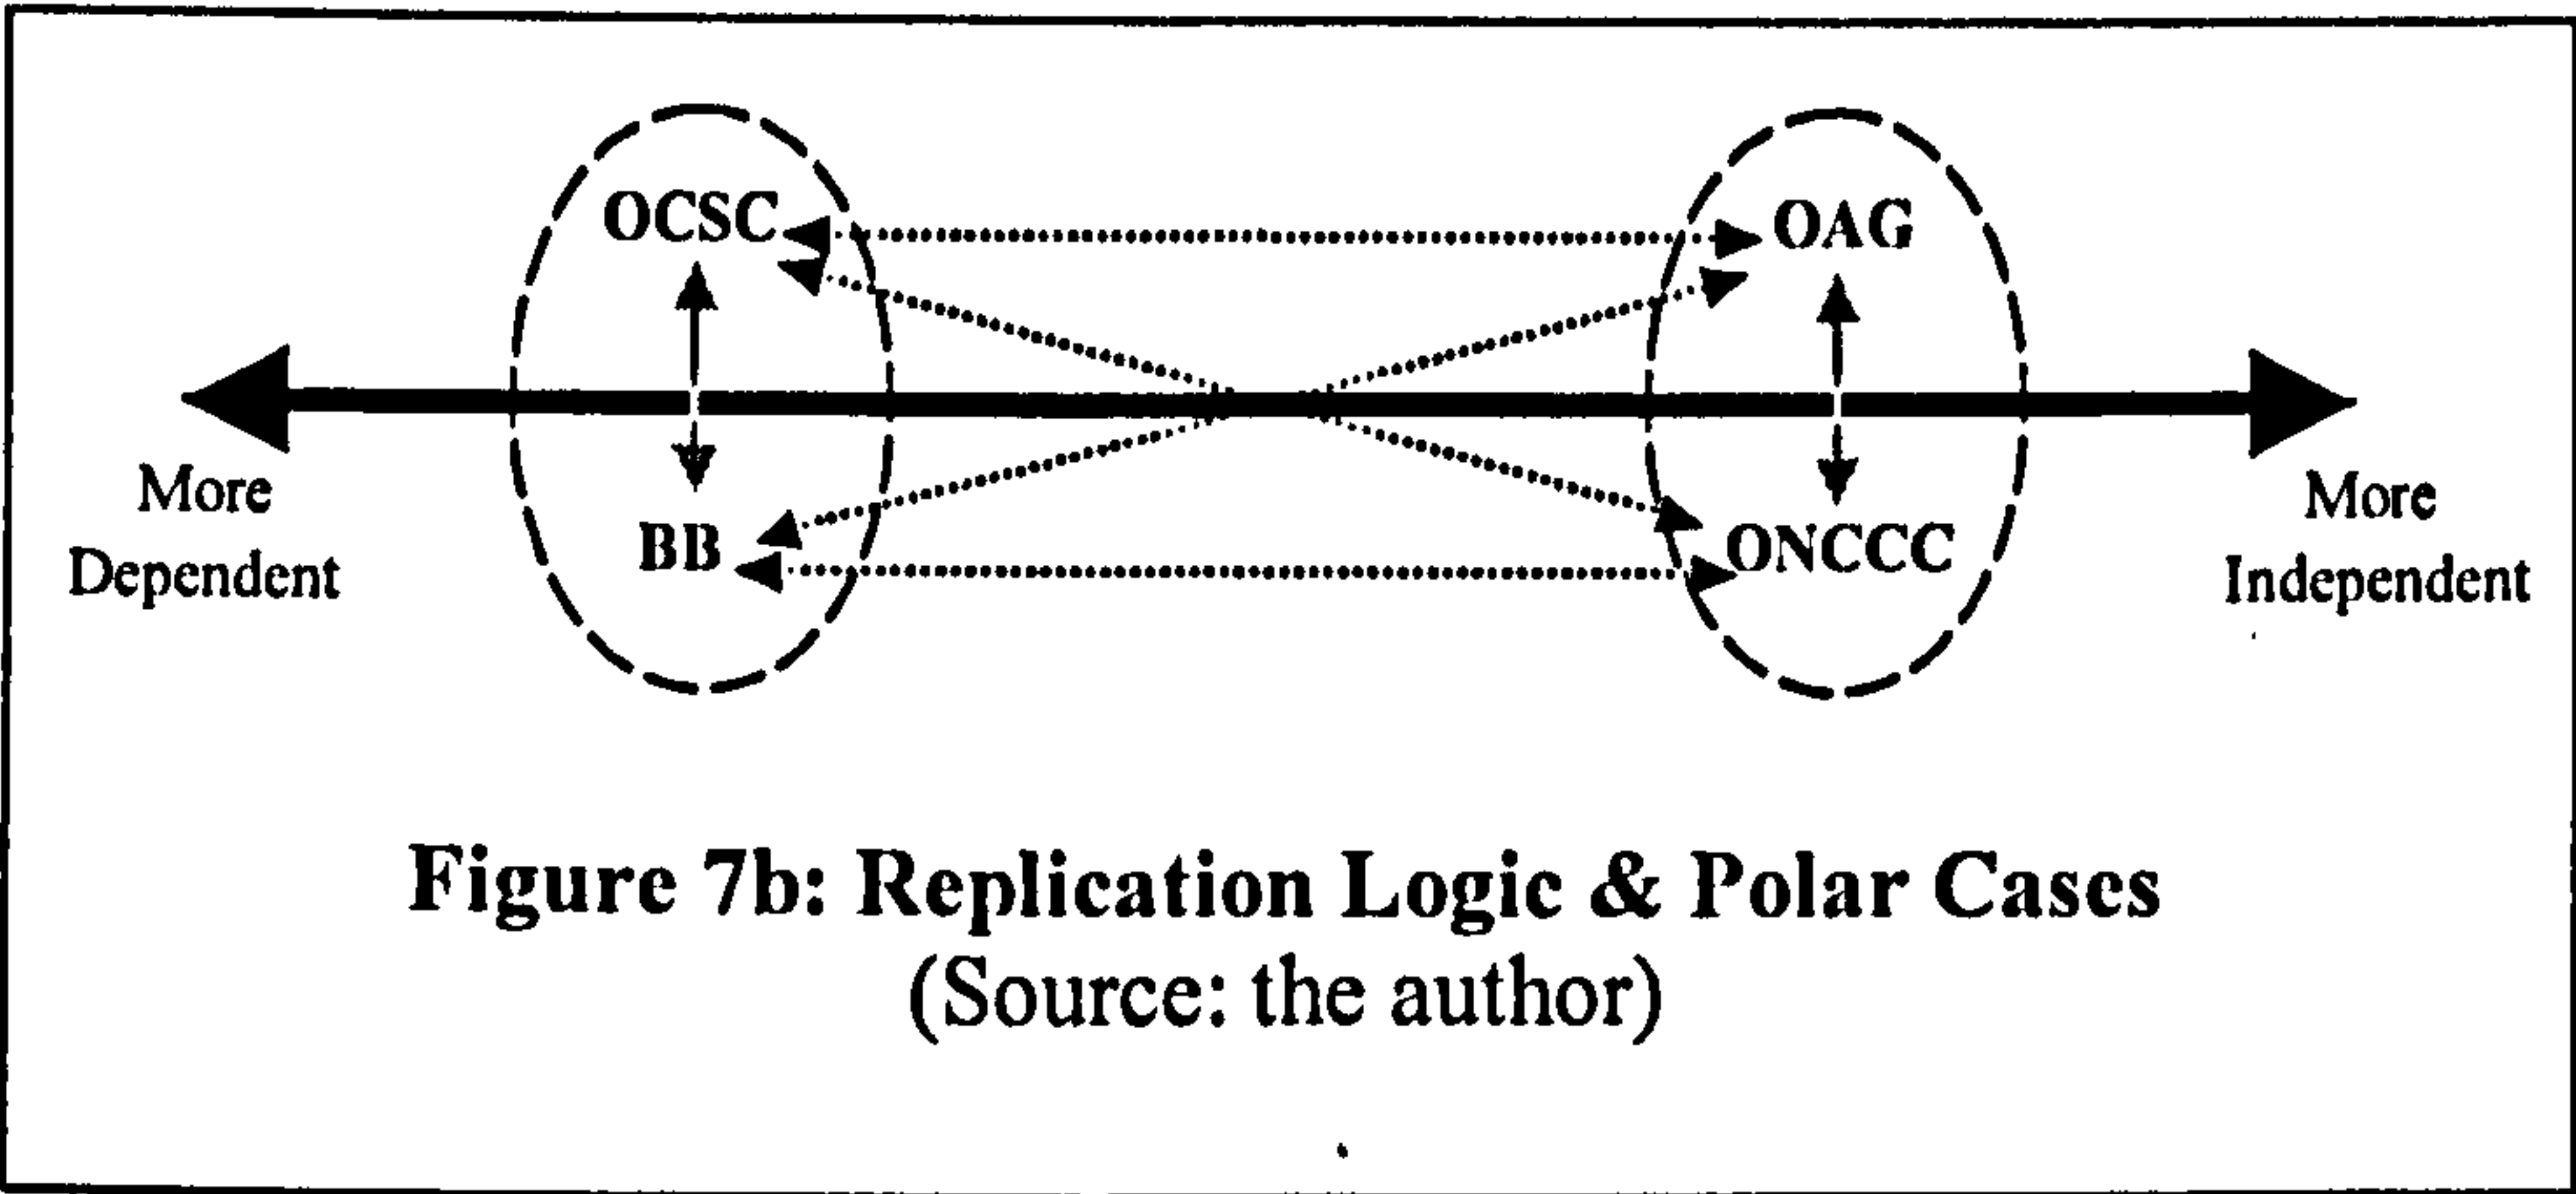 OCSC
OAG
BB
ONCCC
More
Dependent
More
Independent
Figure 7b: Replication Logic & Polar Cases
(Source: the author)